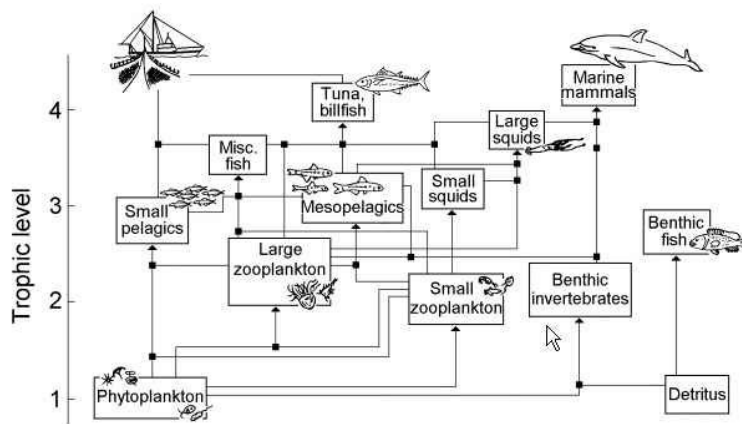 Trophic level
4
3
2
1
Tuna,
billfish
Marine
mammals
Large
squids
Misc.
fish
Small
pelagics
Mesopelagics
Small
squids
Benthic
fish
Large
zooplankton
Small
zooplankton
Benthic
invertebrates
Phytoplankton
Detritus